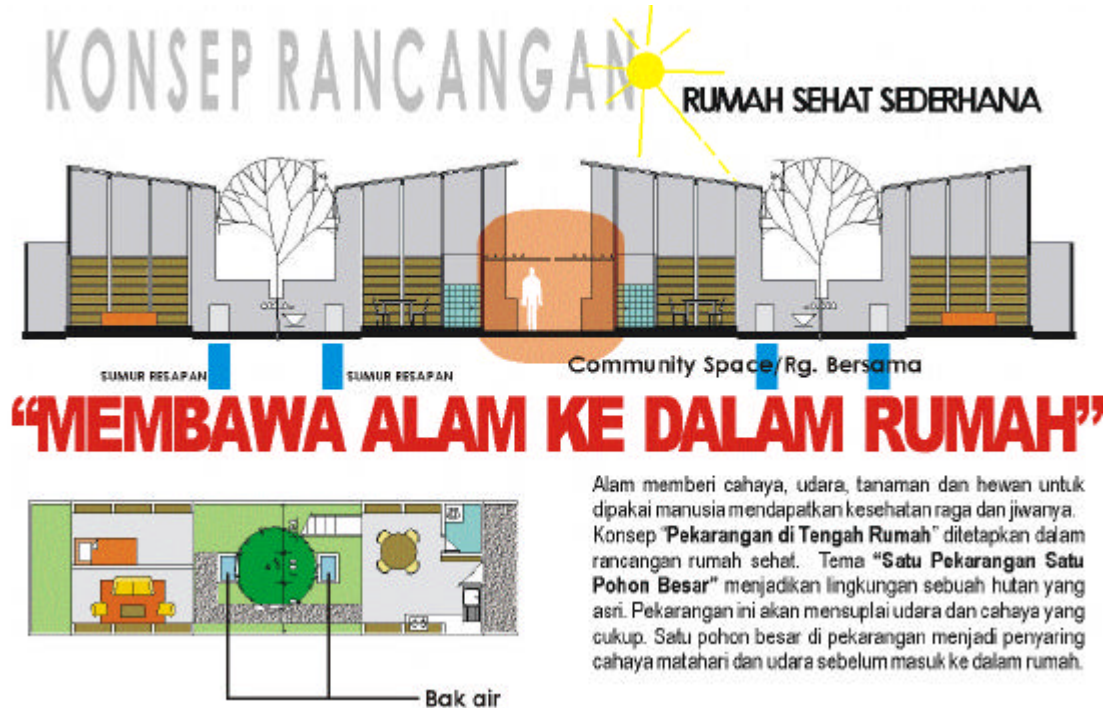 KONSEP RANCANGAN
RUMAH SEHAT SEDERHANA
SUMUR RESAPAN
SUMUR RESAPAN
Community Space/Rg. Bersama
“MEMBAWA ALAM KE DALAM RUMAH”
Alam memberi cahaya, udara, tanaman dan hewan untuk
dipakai manusia mendapatkan kesehatan raga dan jiwanya.
Konsep “Pekarangan di Tengah Rumah” ditetapkan dalam
rancangan rumah sehat. Tema “Satu Pekarangan Satu
Pohon Besar” menjadikan lingkungan sebuah hutan yang
asri. Pekarangan ini akan mensuplai udara dan cahaya yang
cukup. Satu pohon besar di pekarangan menjadi penyaring
cahaya matahari dan udara sebelum masuk ke dalam rumah.
Bak air